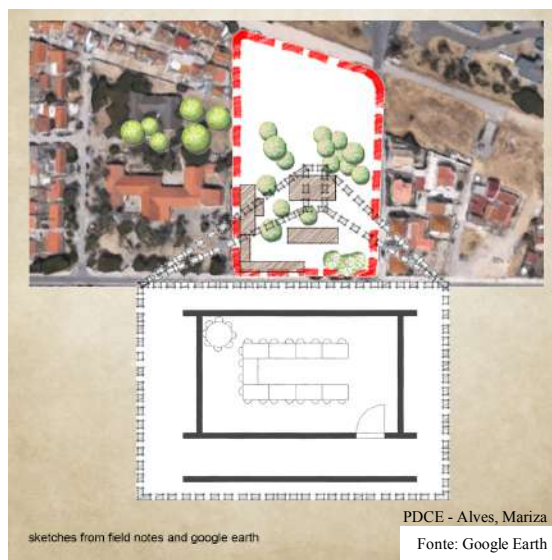 PDCE - Alves, Mariza
sketches from field notes and google earth
Fonte: Google Earth